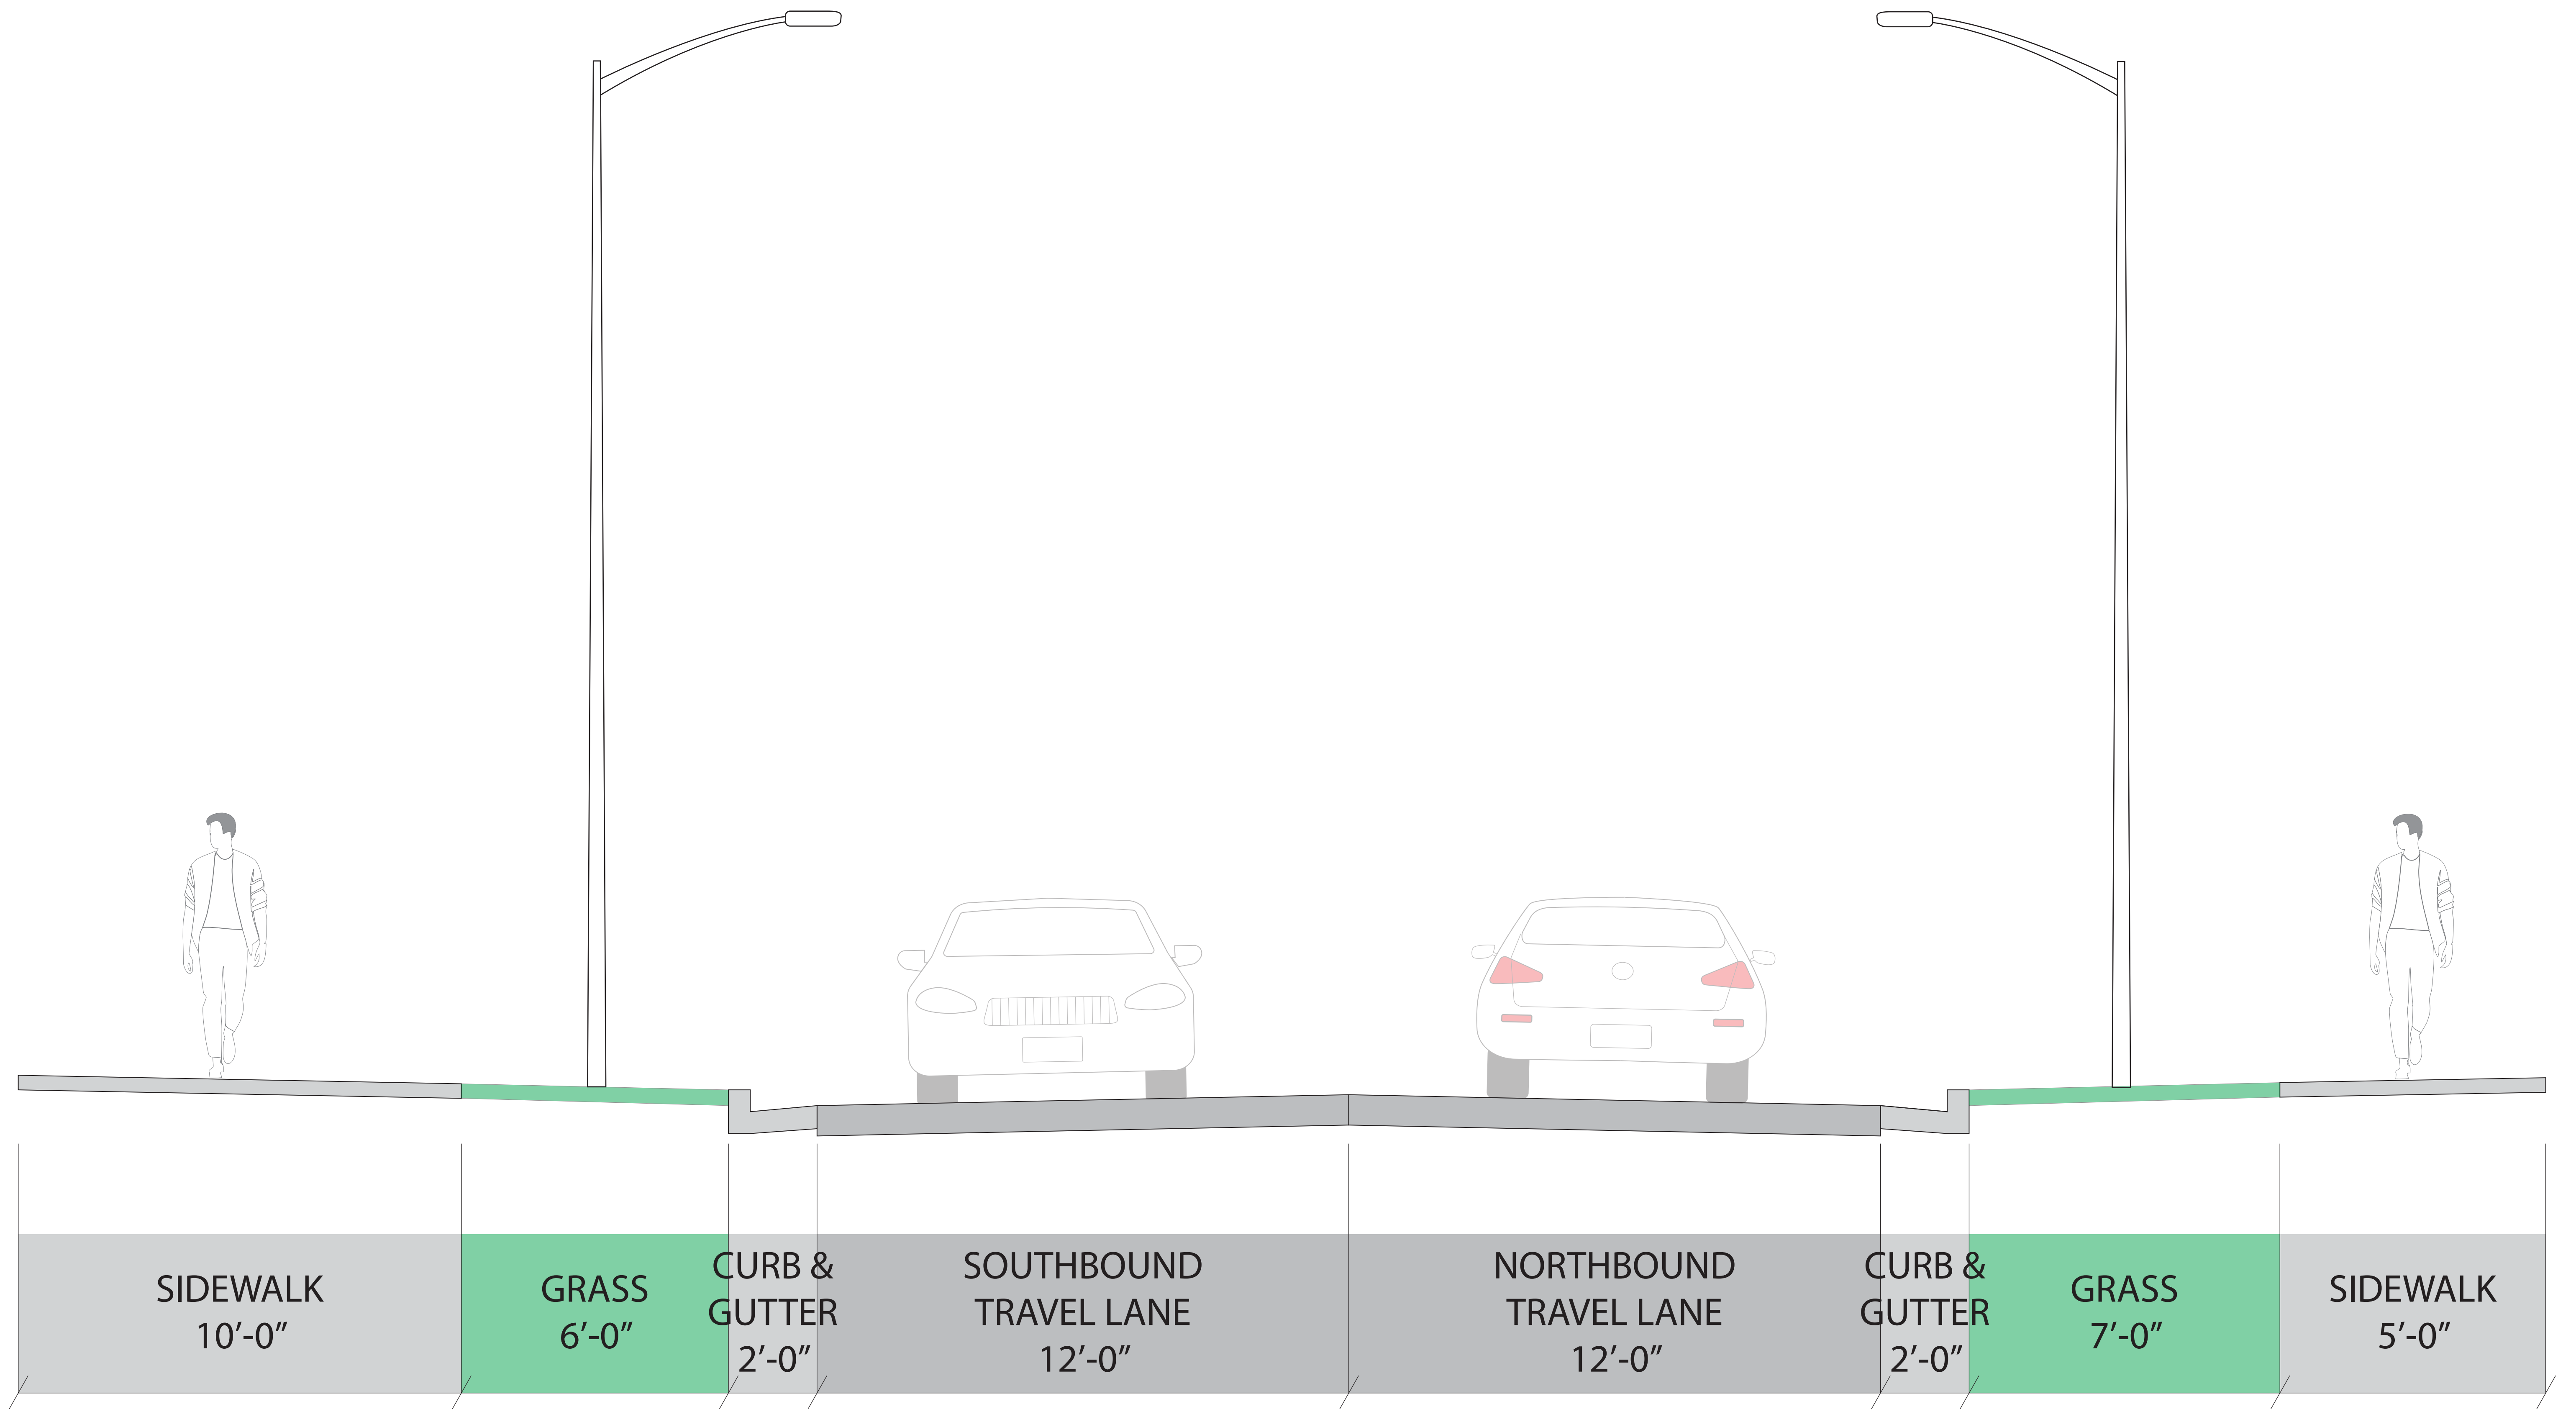 SIDEWALK
10’-0”
GRASS
6’-0”
CURB &
GUTTER
2’-0”
SOUTHBOUND
TRAVEL LANE
12’-0”
NORTHBOUND
TRAVEL LANE
12’-0”
CURB &
GUTTER
2’-0”
GRASS
7’-0”
SIDEWALK
5’-0”